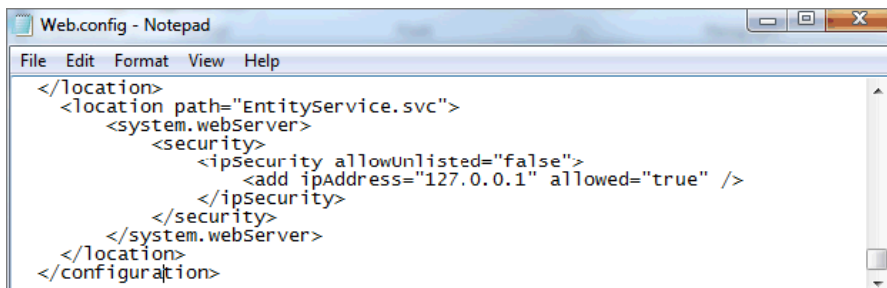 Web.config - Notepad
File Edit Format View Help
</location>
<location path="EntityService.svc">
<system.webServer>
<security>
<ipSecurity allowUnlisted="false">
<add ipAddress="127.0.0.1" allowed="true" />
</ipSecurity>
</security>
</system.webServer>
</location>
</configuration>